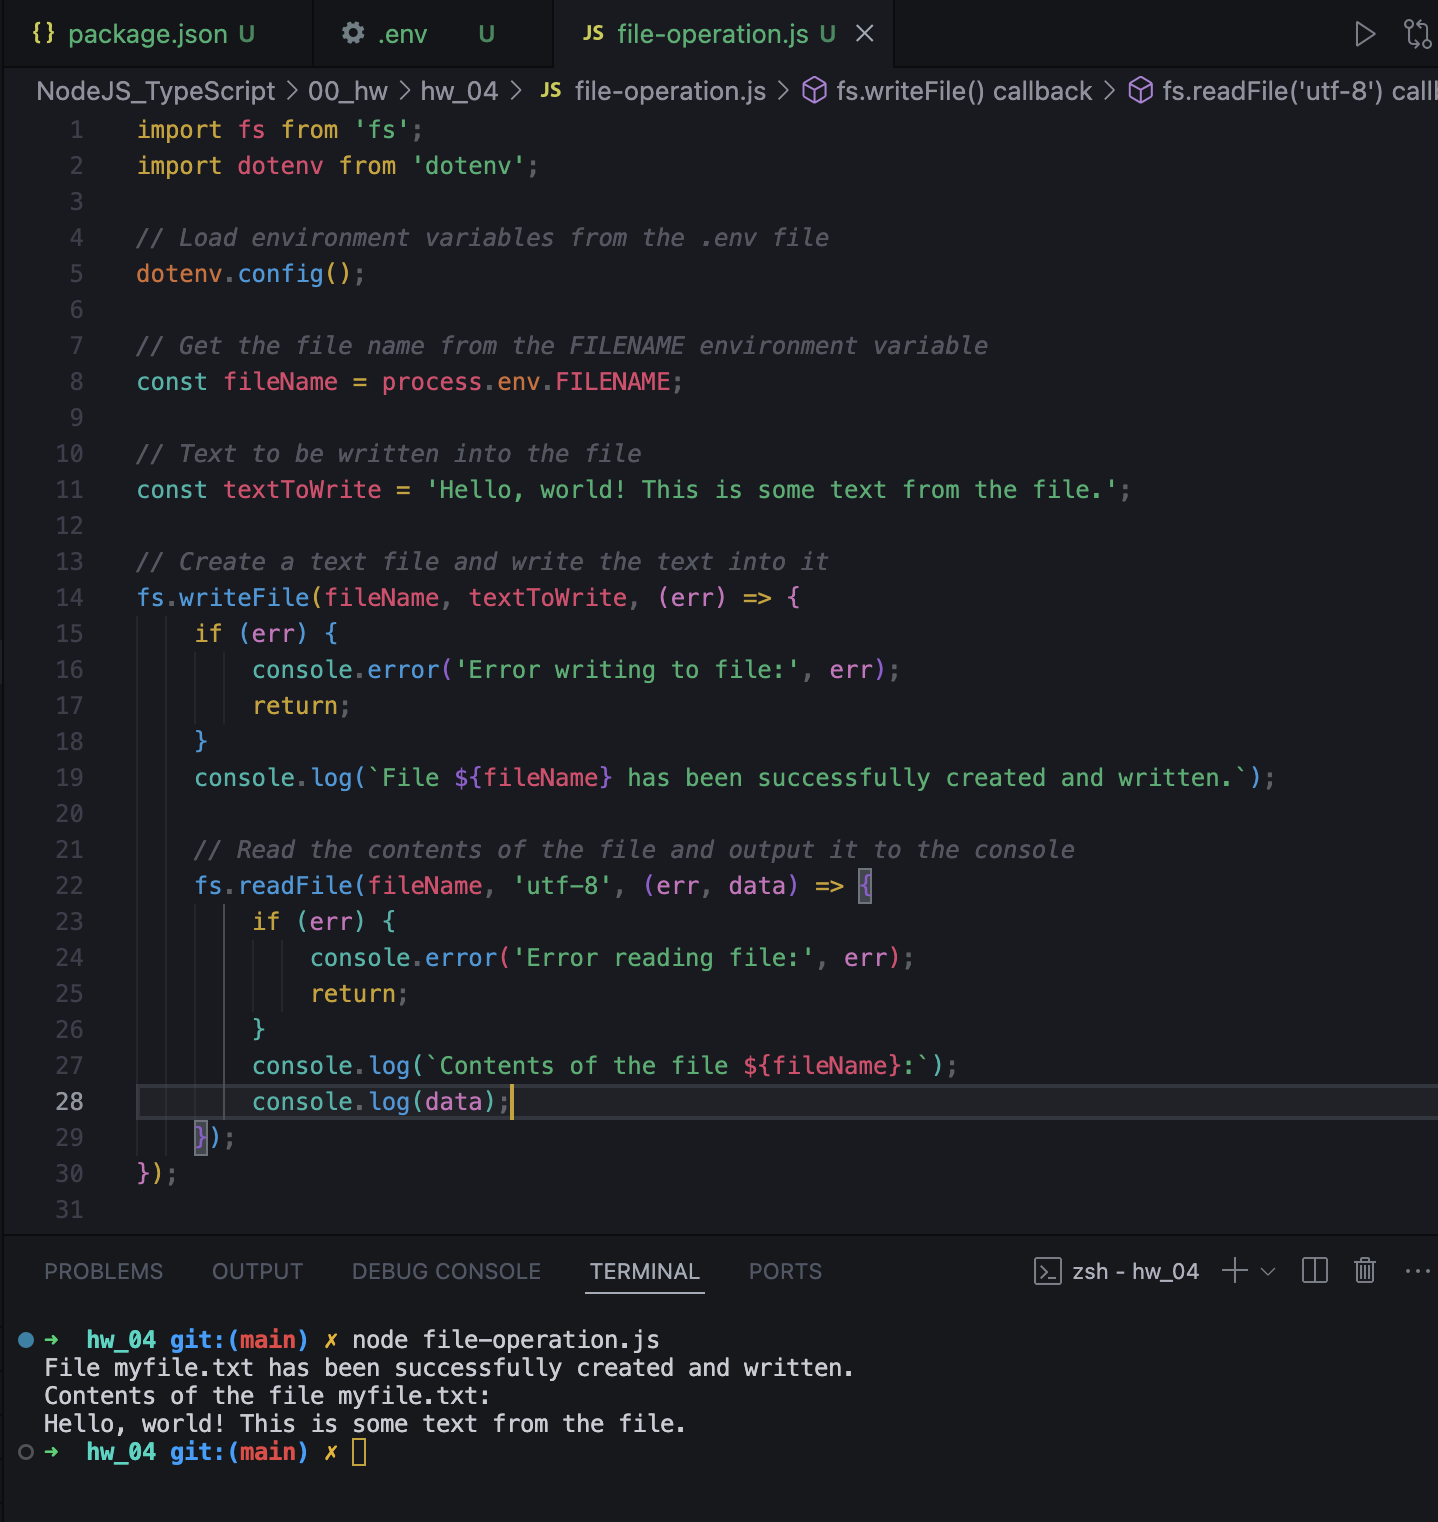 {} package.json U .env U JS file-operation.js U
NodeJS_TypeScript > 00_hw > hw_04 > JS file-operation.js > fs.writeFile() callback > fs.readFile('utf-8') call
1 import fs from 'fs';
2 import dotenv from 'dotenv';
3
4 // Load environment variables from the .env file
5 dotenv.config();
6
7 // Get the file name from the FILENAME environment variable
8 const fileName = process.env.FILENAME;
9
10 // Text to be written into the file
11 const textToWrite = 'Hello, world! This is some text from the file.';
12
13 // Create a text file and write the text into it
14 fs.writeFile(fileName, textToWrite, (err) => {
15     if (err) {
16         console.error('Error writing to file:', err);
17         return;
18     }
19     console.log(`File ${fileName} has been successfully created and written.`);
20
21     // Read the contents of the file and output it to the console
22     fs.readFile(fileName, 'utf-8', (err, data) => {
23         if (err) {
24             console.error('Error reading file:', err);
25             return;
26         }
27         console.log(`Contents of the file ${fileName}:`);
28         console.log(data);
29     });
30 });
31
PROBLEMS OUTPUT DEBUG CONSOLE TERMINAL PORTS zsh - hw_04
➜ hw_04 git:(main) ✗ node file-operation.js
File myfile.txt has been successfully created and written.
Contents of the file myfile.txt:
Hello, world! This is some text from the file.
➜ hw_04 git:(main) ✗